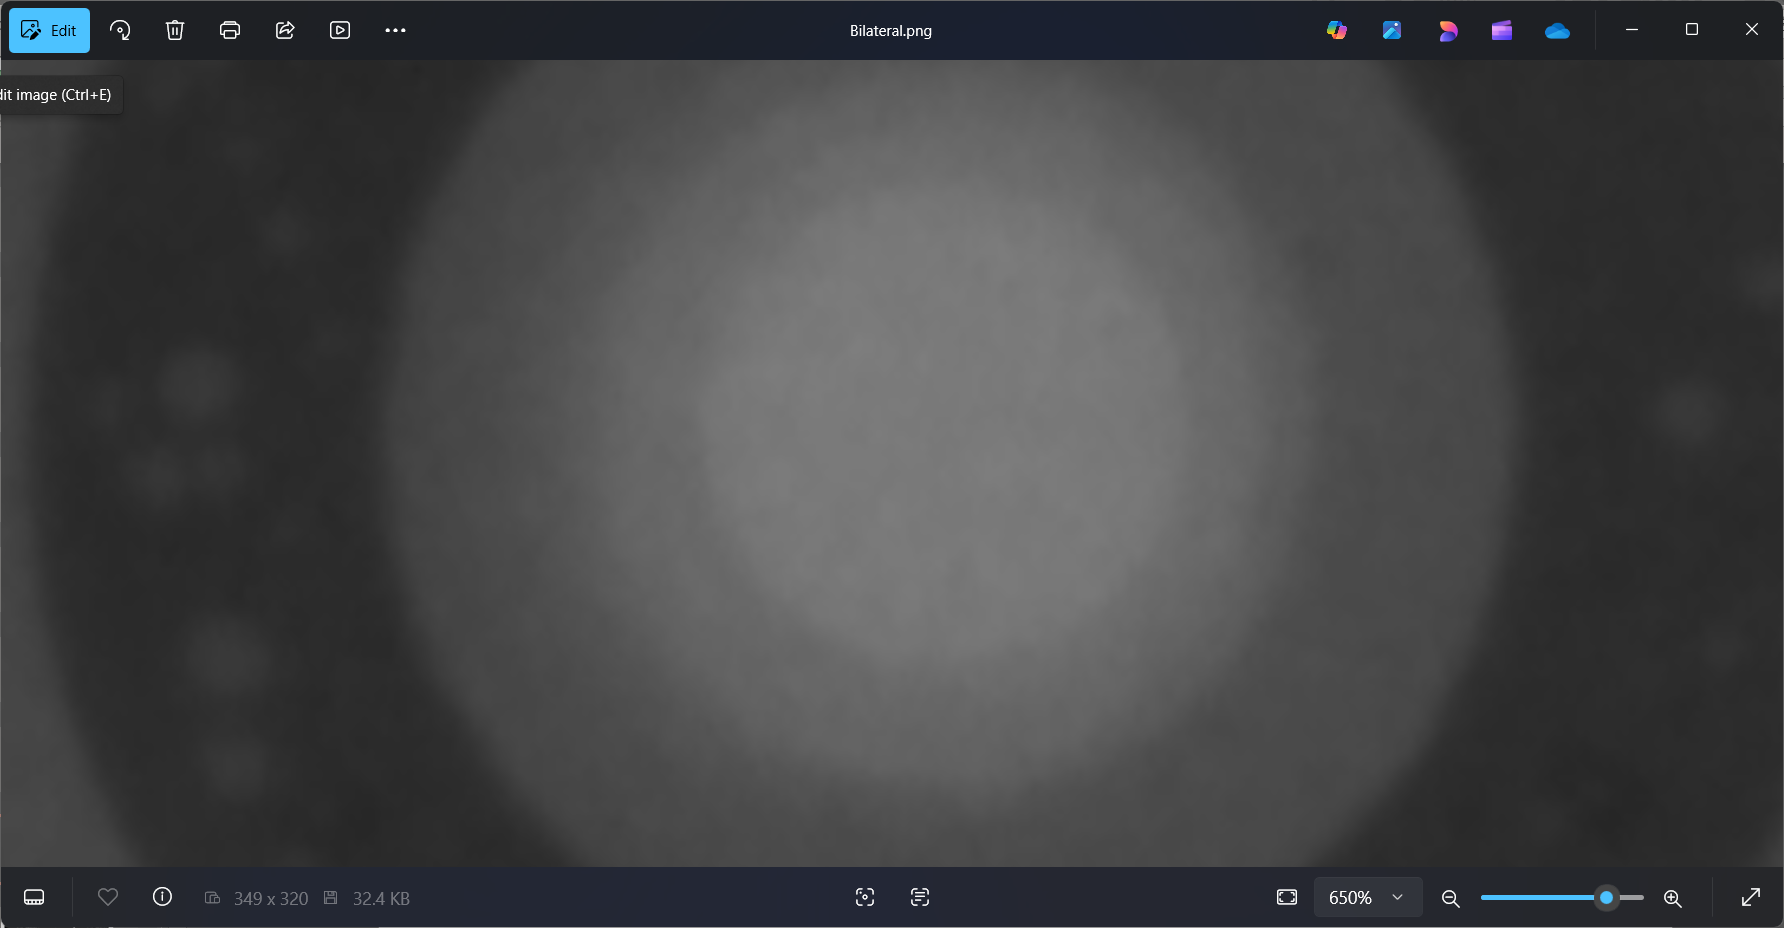 Edit
Bilateral.png
dit image (Ctrl+E)
349 x 320
32.4 KB
650%